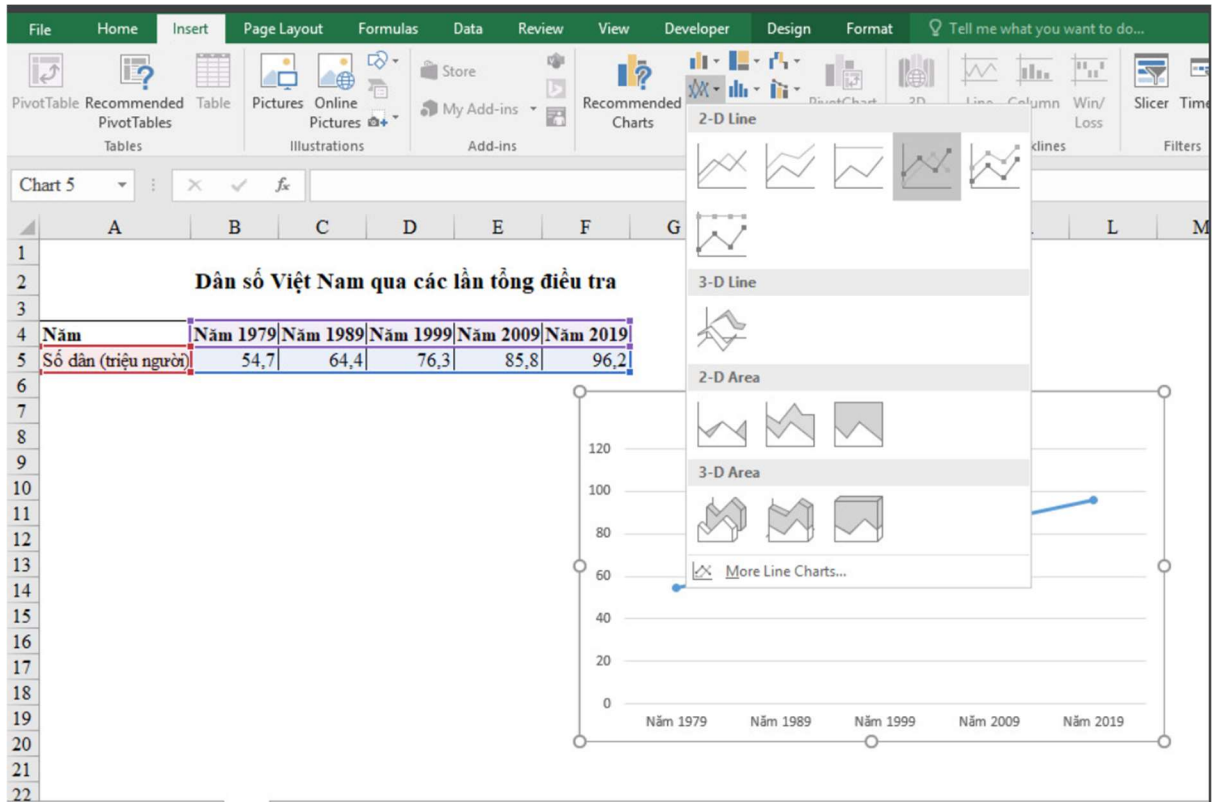 File Home Insert Page Layout Formulas Data Review View Developer Design Format Tell me what you want to do...
PivotTable Recommended PivotTables Table
Tables
Pictures Online Pictures
Illustrations
Store
My Add-ins
Add-ins
Recommended Charts
Line Column Win/ Loss
Slicer Time
Filters
Chart 5 fx
2-D Line
3-D Line
2-D Area
3-D Area
More Line Charts...
A B C D E F G L M
1
2 Dân số Việt Nam qua các lần tổng điều tra
3
4 Năm Năm 1979 Năm 1989 Năm 1999 Năm 2009 Năm 2019
5 Số dân (triệu người) 54,7 64,4 76,3 85,8 96,2
6
7
8
9
10
11
12
13
14
15
16
17
18
19
20
21
22
120
100
80
60
40
20
0
Năm 1979 Năm 1989 Năm 1999 Năm 2009 Năm 2019